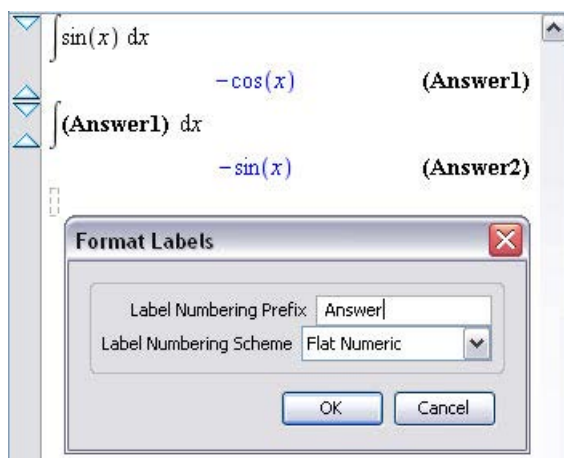 ∫sin(x) dx
−cos(x) (Answer1)
∫(Answer1) dx
−sin(x) (Answer2)
Format Labels
Label Numbering Prefix Answer
Label Numbering Scheme Flat Numeric
OK Cancel